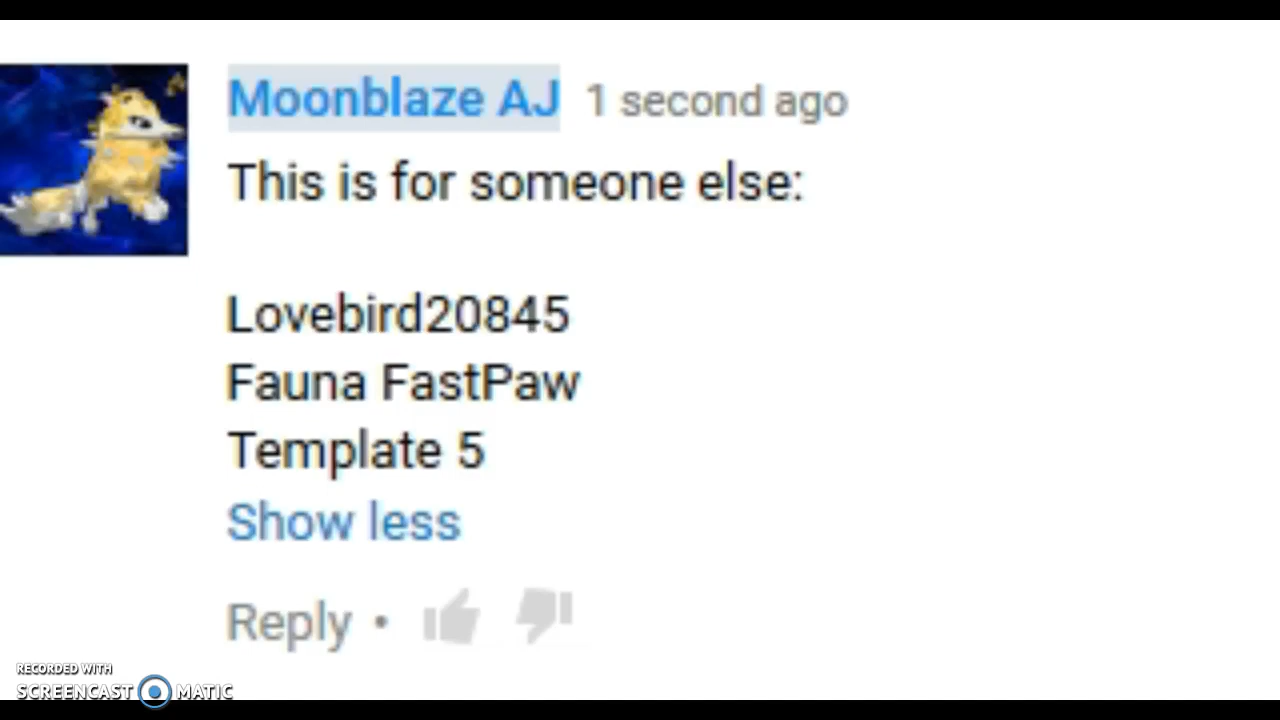 Moonblaze AJ 1 second ago
This is for someone else:
Lovebird20845
Fauna FastPaw
Template 5
Show less
Reply •
RECORDED WITH
SCREENCAST MATIC